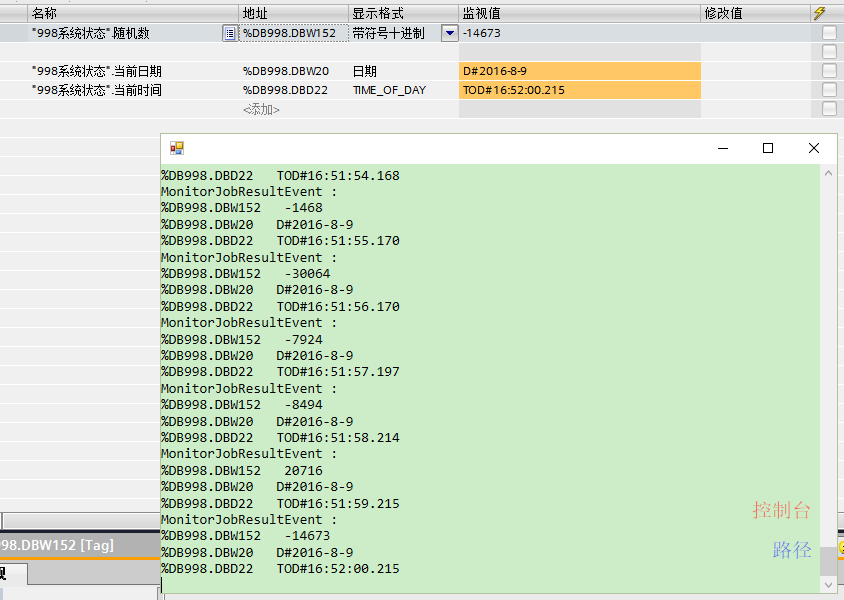 名称 地址 显示格式 监视值 修改值
"998系统状态".随机数 %DB998.DBW152 带符号十进制 -14673
"998系统状态".当前日期 %DB998.DBW20 日期 D#2016-8-9
"998系统状态".当前时间 %DB998.DBD22 TIME_OF_DAY TOD#16:52:00.215
<添加>
%DB998.DBD22 TOD#16:51:54.168
MonitorJobResultEvent :
%DB998.DBW152 -1468
%DB998.DBW20 D#2016-8-9
%DB998.DBD22 TOD#16:51:55.170
MonitorJobResultEvent :
%DB998.DBW152 -30064
%DB998.DBW20 D#2016-8-9
%DB998.DBD22 TOD#16:51:56.170
MonitorJobResultEvent :
%DB998.DBW152 -7924
%DB998.DBW20 D#2016-8-9
%DB998.DBD22 TOD#16:51:57.197
MonitorJobResultEvent :
%DB998.DBW152 -8494
%DB998.DBW20 D#2016-8-9
%DB998.DBD22 TOD#16:51:58.214
MonitorJobResultEvent :
%DB998.DBW152 20716
%DB998.DBW20 D#2016-8-9
%DB998.DBD22 TOD#16:51:59.215
MonitorJobResultEvent :
%DB998.DBW152 -14673
%DB998.DBW20 D#2016-8-9
%DB998.DBD22 TOD#16:52:00.215
控制台
路径
98.DBW152 [Tag]